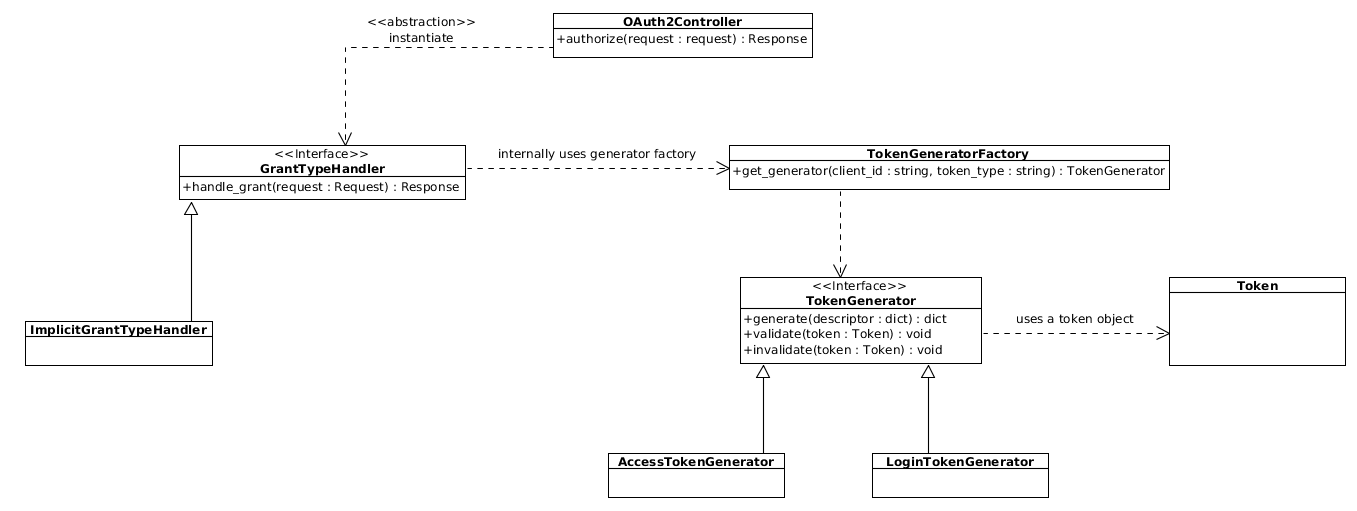 <<abstraction>>
instantiate
OAuth2Controller
+authorize(request : request) : Response
<<Interface>>
GrantTypeHandler
+handle_grant(request : Request) : Response
internally uses generator factory
TokenGeneratorFactory
+get_generator(client_id : string, token_type : string) : TokenGenerator
<<Interface>>
TokenGenerator
+generate(descriptor : dict) : dict
+validate(token : Token) : void
+invalidate(token : Token) : void
uses a token object
Token
ImplicitGrantTypeHandler
AccessTokenGenerator
LoginTokenGenerator